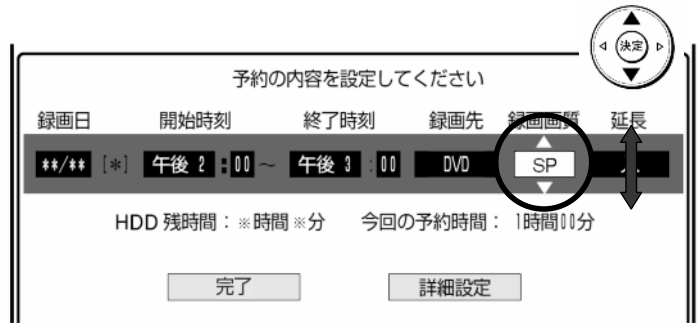 決定
予約の内容を設定してください
録画日 開始時刻 終了時刻 録画先 録画画質 延長
**/** [*] 午後 2:00 ~ 午後 3:00 DVD SP
HDD 残時間:※時間※分 今回の予約時間: 1時間00分
完了 詳細設定